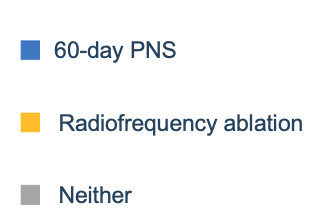 60-day PNS
Radiofrequency ablation
Neither